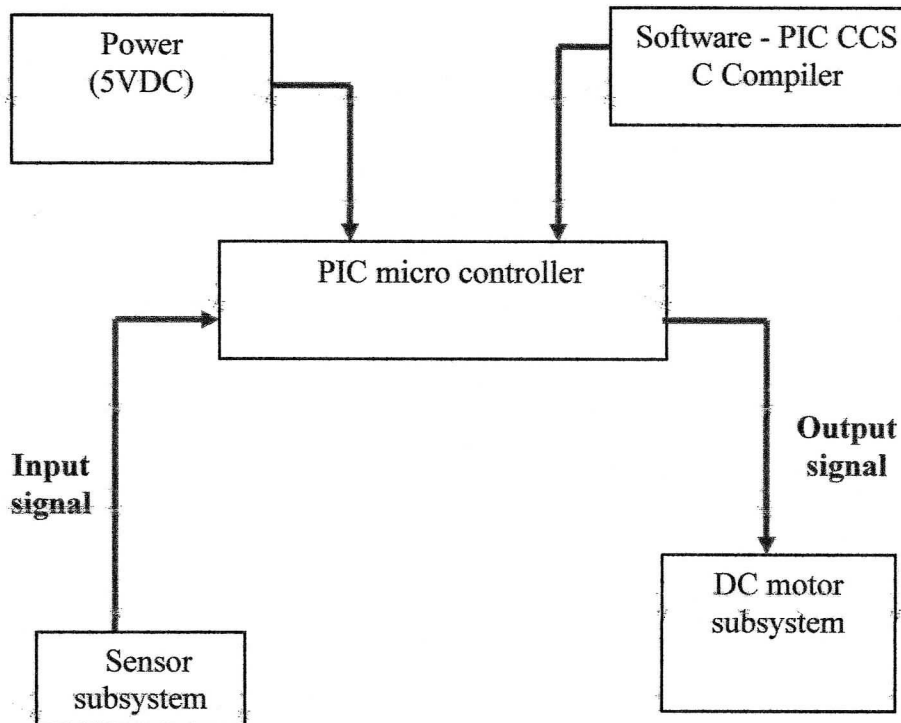 Power
(5VDC)
Software - PIC CCS
C Compiler
PIC micro controller
Input
signal
Output
signal
DC motor
subsystem
Sensor
subsystem